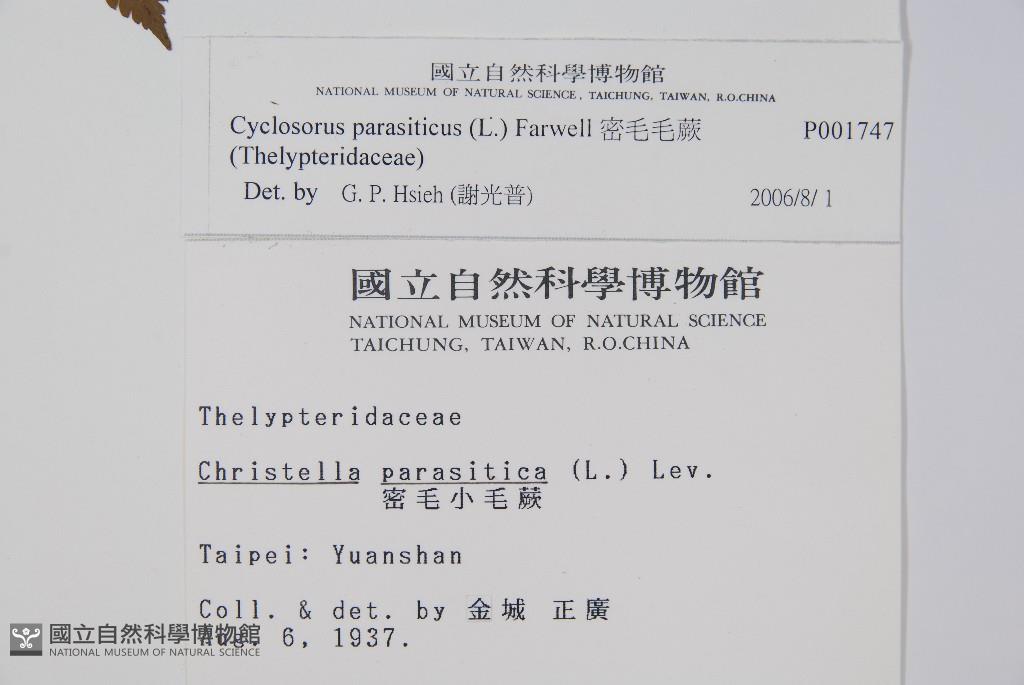 國立自然科學博物館
NATIONAL MUSEUM OF NATURAL SCIENCE, TAICHUNG, TAIWAN, R.O.CHINA
Cyclosorus parasiticus (L.) Farwell 密毛毛蕨 P001747
(Thelypteridaceae)
Det. by G. P. Hsieh (謝光普) 2006/8/ 1
國立自然科學博物館
NATIONAL MUSEUM OF NATURAL SCIENCE
TAICHUNG, TAIWAN, R.O.CHINA
Thelypteridaceae
Christella parasitica (L.) Lev.
密毛小毛蕨
Taipei: Yuanshan
Coll. & det. by 金城 正廣
Aug. 6, 1937.
國立自然科學博物館
NATIONAL MUSEUM OF NATURAL SCIENCE